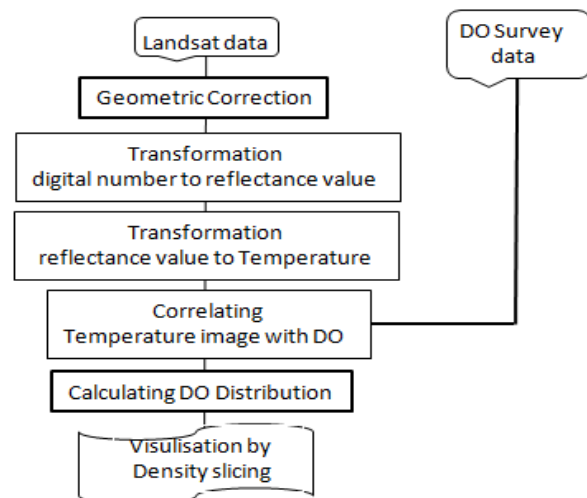 Landsat data
DO Survey
data
Geometric Correction
Transformation
digital number to reflectance value
Transformation
reflectance value to Temperature
Correlating
Temperature image with DO
Calculating DO Distribution
Visulisation by
Density slicing